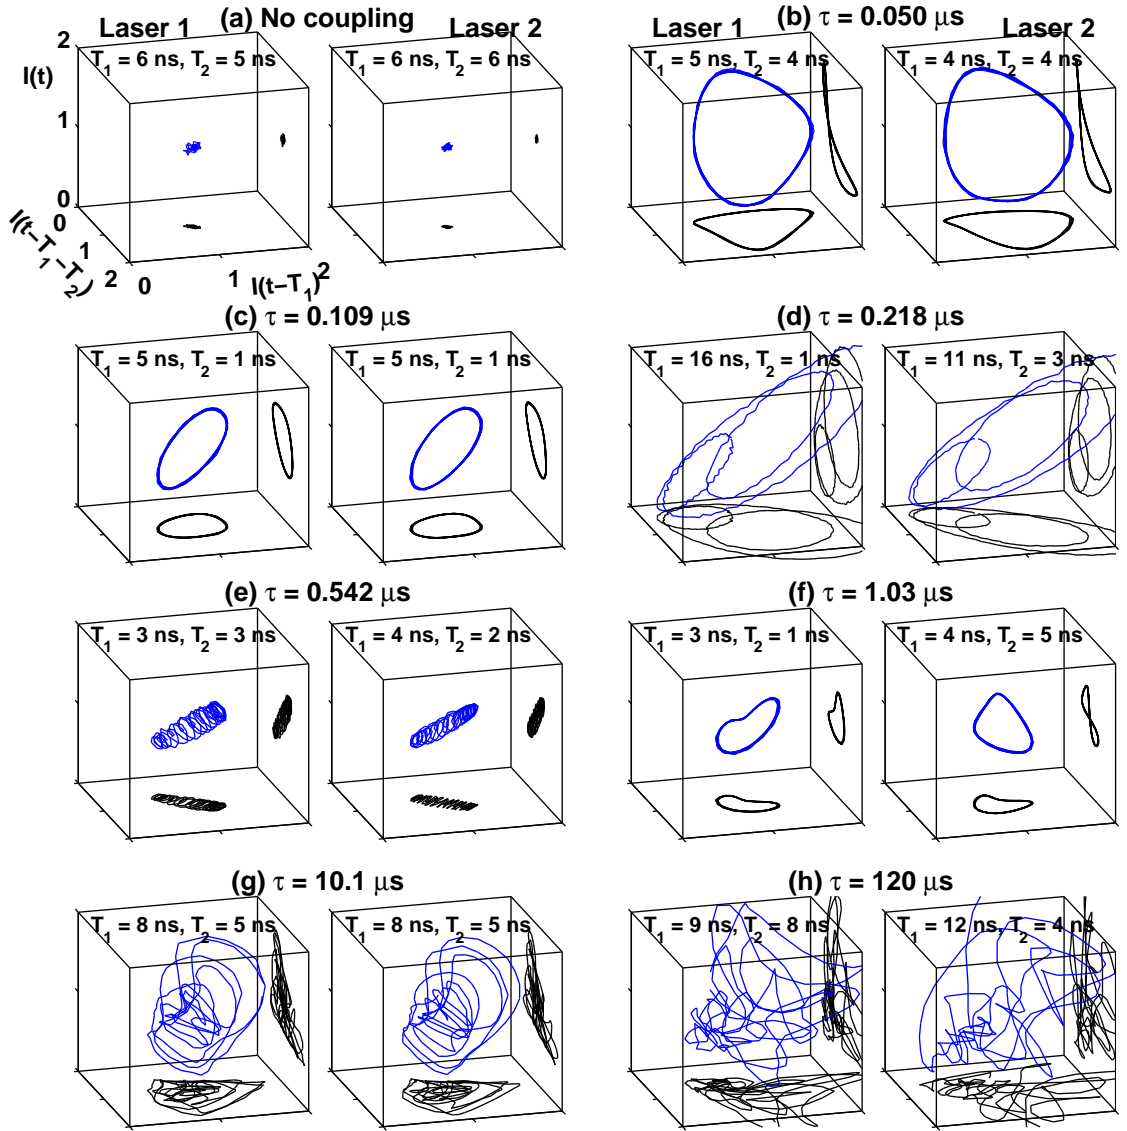 (a) No coupling
Laser 1
Laser 2
T1 = 6 ns, T2 = 5 ns
T1 = 6 ns, T2 = 6 ns
I(t)
2
1
0
0
1
2
I(t−T1−T2)
0
1
2
I(t−T1)
(b) τ = 0.050 μs
Laser 1
Laser 2
T1 = 5 ns, T2 = 4 ns
T1 = 4 ns, T2 = 4 ns
(c) τ = 0.109 μs
T1 = 5 ns, T2 = 1 ns
T1 = 5 ns, T2 = 1 ns
(d) τ = 0.218 μs
T1 = 16 ns, T2 = 1 ns
T1 = 11 ns, T2 = 3 ns
(e) τ = 0.542 μs
T1 = 3 ns, T2 = 3 ns
T1 = 4 ns, T2 = 2 ns
(f) τ = 1.03 μs
T1 = 3 ns, T2 = 1 ns
T1 = 4 ns, T2 = 5 ns
(g) τ = 10.1 μs
T1 = 8 ns, T2 = 5 ns
T1 = 8 ns, T2 = 5 ns
(h) τ = 120 μs
T1 = 9 ns, T2 = 8 ns
T1 = 12 ns, T2 = 4 ns